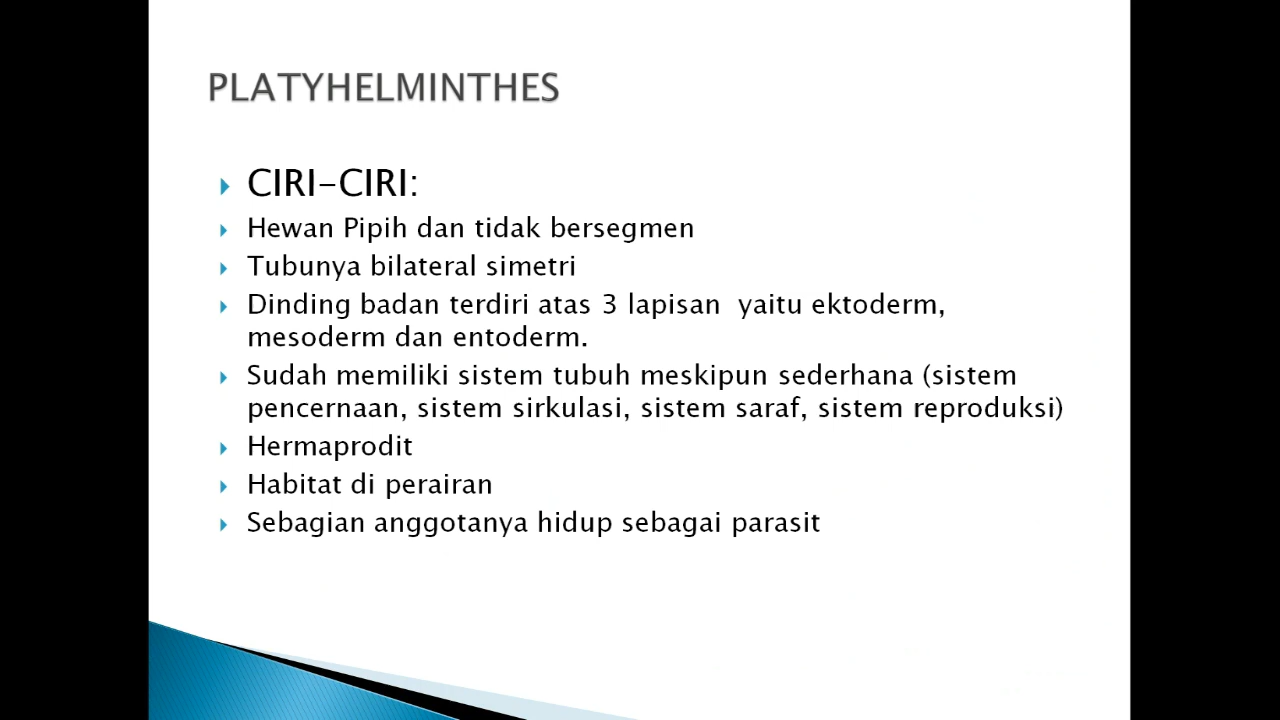 PLATYHELMINTHES
CIRI-CIRI:
Hewan Pipih dan tidak bersegmen
Tubunya bilateral simetri
Dinding badan terdiri atas 3 lapisan  yaitu ektoderm,
mesoderm dan entoderm.
Sudah memiliki sistem tubuh meskipun sederhana (sistem
pencernaan, sistem sirkulasi, sistem saraf, sistem reproduksi)
Hermaprodit
Habitat di perairan
Sebagian anggotanya hidup sebagai parasit